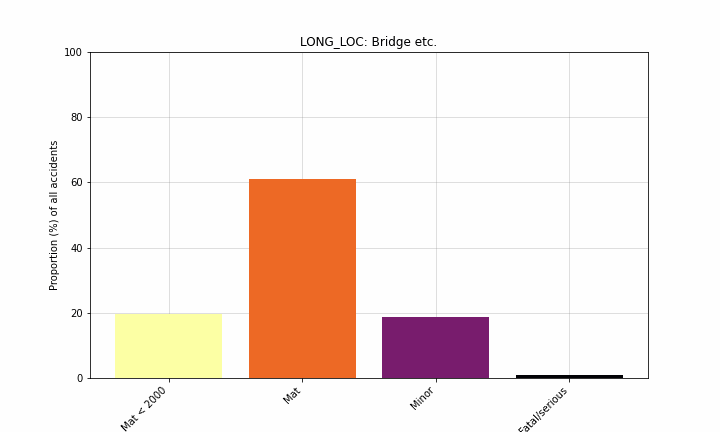 LONG_LOC: Bridge etc.
Proportion (%) of all accidents
100
80
60
40
20
0
Mat < 2000
Mat
Minor
Fatal/serious